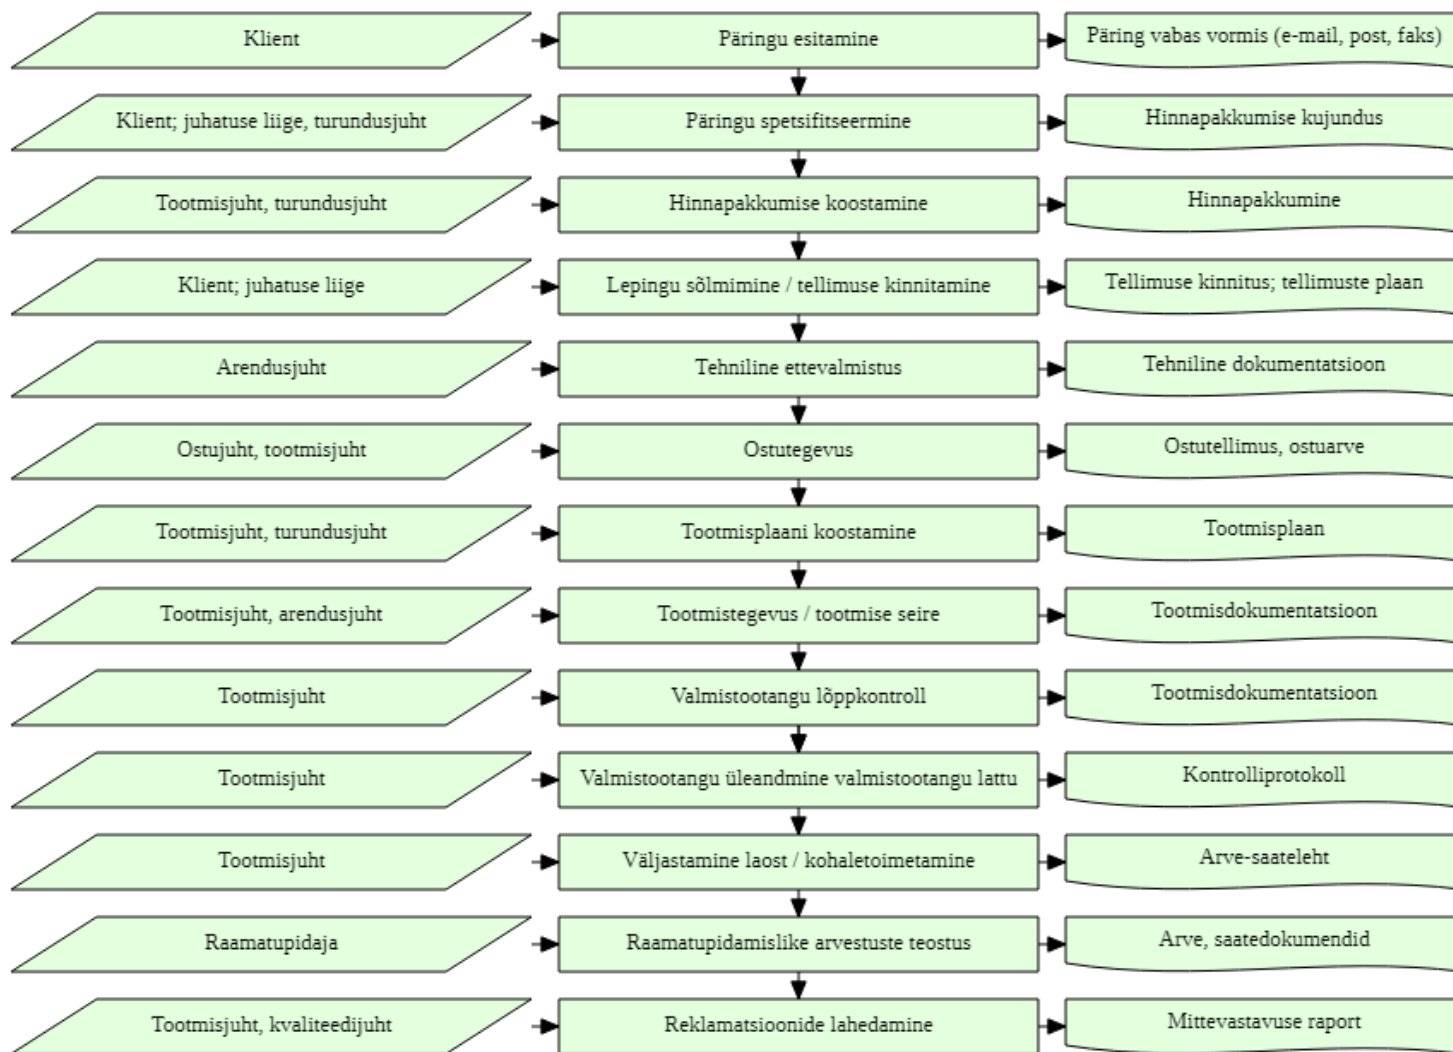 Klient
Päringu esitamine
Päring vabas vormis (e-mail, post, faks)
Klient; juhatuse liige, turundusjuht
Päringu spetsifitseermine
Hinnapakkumise kujundus
Tootmisjuht, turundusjuht
Hinnapakkumise koostamine
Hinnapakkumine
Klient; juhatuse liige
Lepingu sõlmimine / tellimuse kinnitamine
Tellimuse kinnitus; tellimuste plaan
Arendusjuht
Tehniline ettevalmistus
Tehniline dokumentatsioon
Ostujuht, tootmisjuht
Ostutegevus
Ostutellimus, ostuarve
Tootmisjuht, turundusjuht
Tootmisplaani koostamine
Tootmisplaan
Tootmisjuht, arendusjuht
Tootmistegevus / tootmise seire
Tootmisdokumentatsioon
Tootmisjuht
Valmistootangu lõppkontroll
Tootmisdokumentatsioon
Tootmisjuht
Valmistootangu üleandmine valmistootangu lattu
Kontrolliprotokoll
Tootmisjuht
Väljastamine laost / kohaletoimetamine
Arve-saateleht
Raamatupidaja
Raamatupidamislike arvestuste teostus
Arve, saatedokumendid
Tootmisjuht, kvaliteedijuht
Reklamatsioonide lahedamine
Mittevastavuse raport